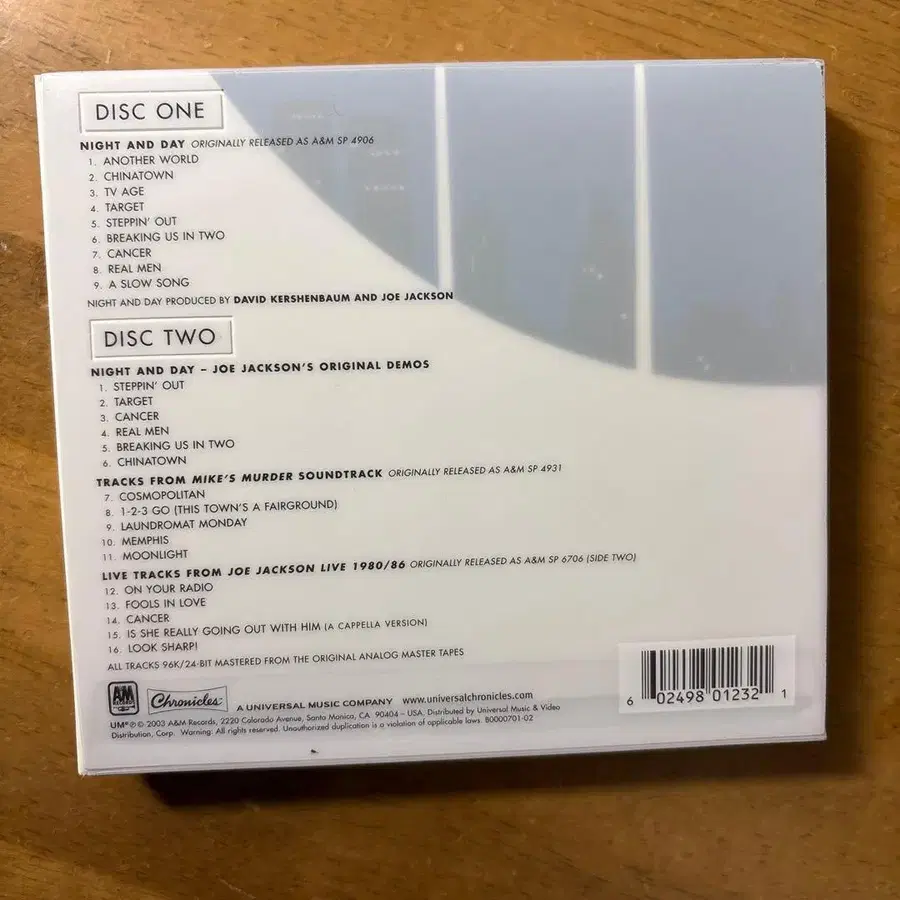 DISC ONE
NIGHT AND DAY ORIGINALLY RELEASED AS A&M SP 4906
1. ANOTHER WORLD
2. CHINATOWN
3. TV AGE
4. TARGET
5. STEPPIN' OUT
6. BREAKING US IN TWO
7. CANCER
8. REAL MEN
9. A SLOW SONG
NIGHT AND DAY PRODUCED BY DAVID KERSHENBAUM AND JOE JACKSON
DISC TWO
NIGHT AND DAY – JOE JACKSON'S ORIGINAL DEMOS
1. STEPPIN' OUT
2. TARGET
3. CANCER
4. REAL MEN
5. BREAKING US IN TWO
6. CHINATOWN
TRACKS FROM MIKE'S MURDER SOUNDTRACK ORIGINALLY RELEASED AS A&M SP 4931
7. COSMOPOLITAN
8. 1-2-3 GO (THIS TOWN'S A FAIRGROUND)
9. LAUNDROMAT MONDAY
10. MEMPHIS
11. MOONLIGHT
LIVE TRACKS FROM JOE JACKSON LIVE 1980/86 ORIGINALLY RELEASED AS A&M SP 6706 (SIDE TWO)
12. ON YOUR RADIO
13. FOOLS IN LOVE
14. CANCER
15. IS SHE REALLY GOING OUT WITH HIM (A CAPPELLA VERSION)
16. LOOK SHARP!
ALL TRACKS 96K/24-BIT MASTERED FROM THE ORIGINAL ANALOG MASTER TAPES
A&M RECORDS Chronicles A UNIVERSAL MUSIC COMPANY www.universalchronicles.com
UM® ℗ © 2003 A&M Records, 2220 Colorado Avenue, Santa Monica, CA. 90404 – USA. Distributed by Universal Music & Video
Distribution, Corp. Warning: All rights reserved. Unauthorized duplication is a violation of applicable laws. B0000701-02
6 02498 01232 1